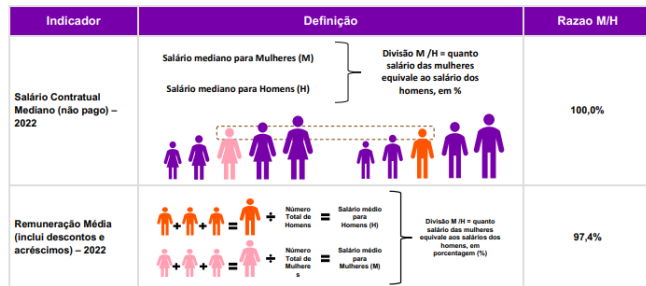 Indicador
Definição
Razao M/H
Salário Contratual
Mediano (não pago) –
2022
Salário mediano para Mulheres (M)
Salário mediano para Homens (H)
Divisão M /H = quanto
salário das mulheres
equivale ao salário dos
homens, em %
100,0%
Remuneração Média
(inclui descontos e
acréscimos) – 2022
+ + = ÷
Número
Total de
Homens
=
Salário médio
para
Homens (H)
+ + = ÷
Número
Total de
Mulhere
s
=
Salário médio
para
Mulheres (M)
Divisão M /H = quanto
salário das mulheres
equivale aos salários dos
homens, em
porcentagem (%)
97,4%